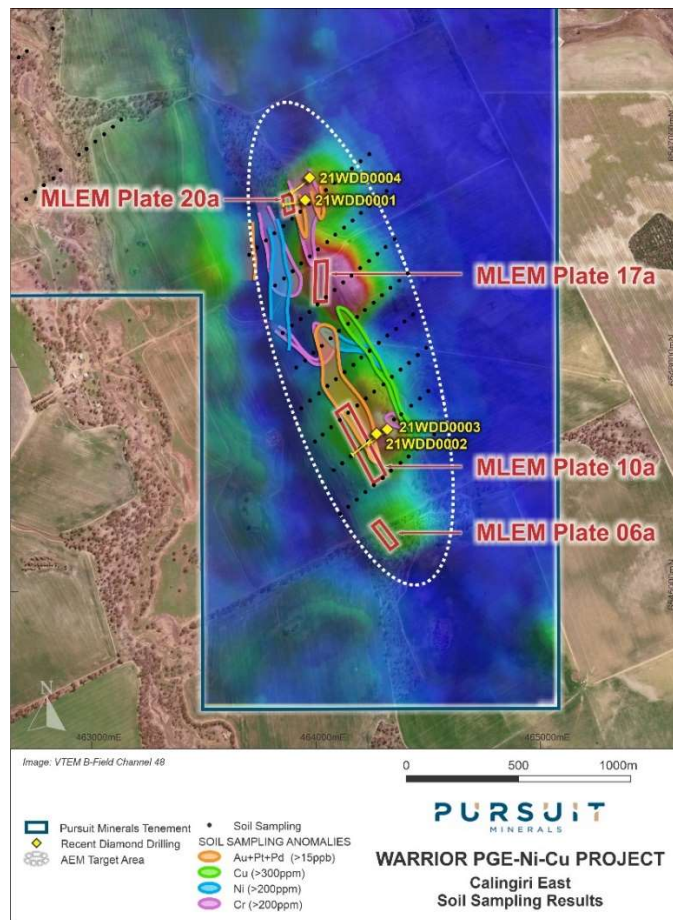 21WDD0004
MLEM Plate 20a
21WDD0001
MLEM Plate 17a
21WDD0003
21WDD0002
MLEM Plate 10a
MLEM Plate 06a
N
463000mE
464000mE
465000mE
Image: VTEM B-Field Channel 48
0 500 1000m
PURSUIT
MINERALS
WARRIOR PGE-Ni-Cu PROJECT
Calingiri East
Soil Sampling Results
Pursuit Minerals Tenement
Recent Diamond Drilling
AEM Target Area
Soil Sampling
SOIL SAMPLING ANOMALIES
Au+Pt+Pd (>15ppb)
Cu (>300ppm)
Ni (>200ppm)
Cr (>200ppm)